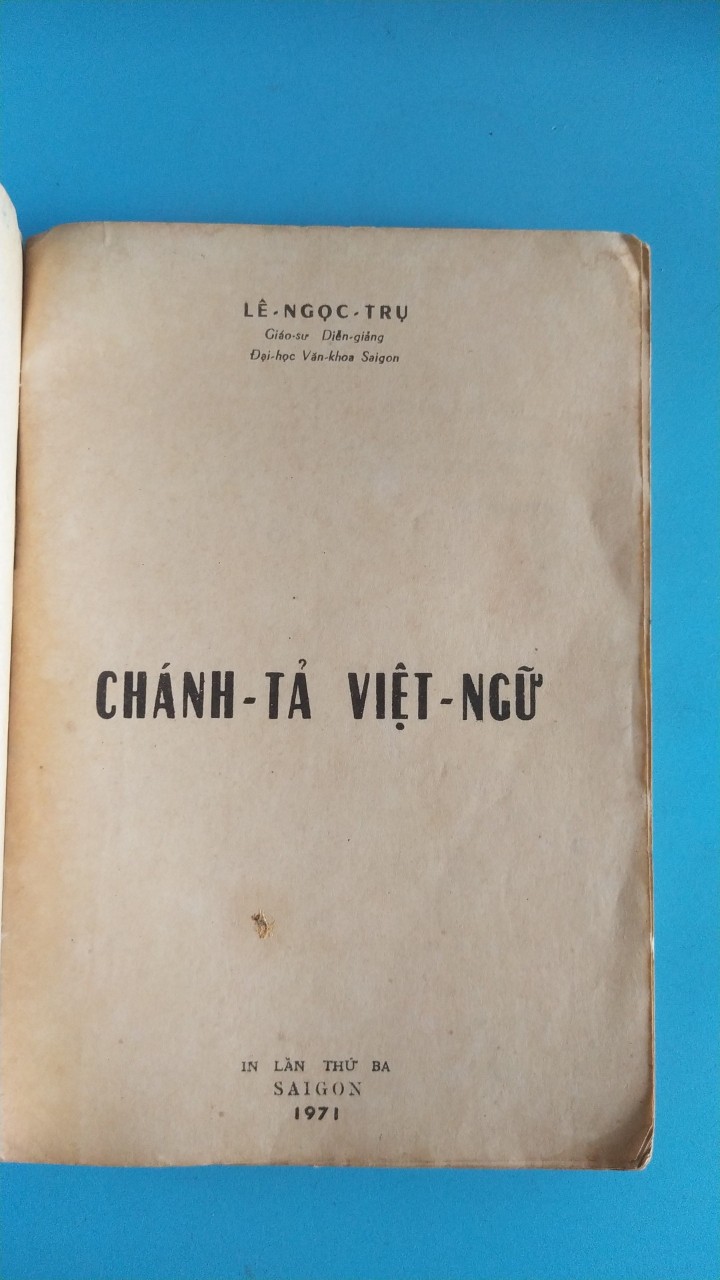 LÊ-NGỌC-TRỤ
Giáo-sư Diễn-giảng
Đại-học Văn-khoa Saigon
CHÁNH-TẢ VIỆT-NGỮ
IN LẦN THỨ BA
SAIGON
1971